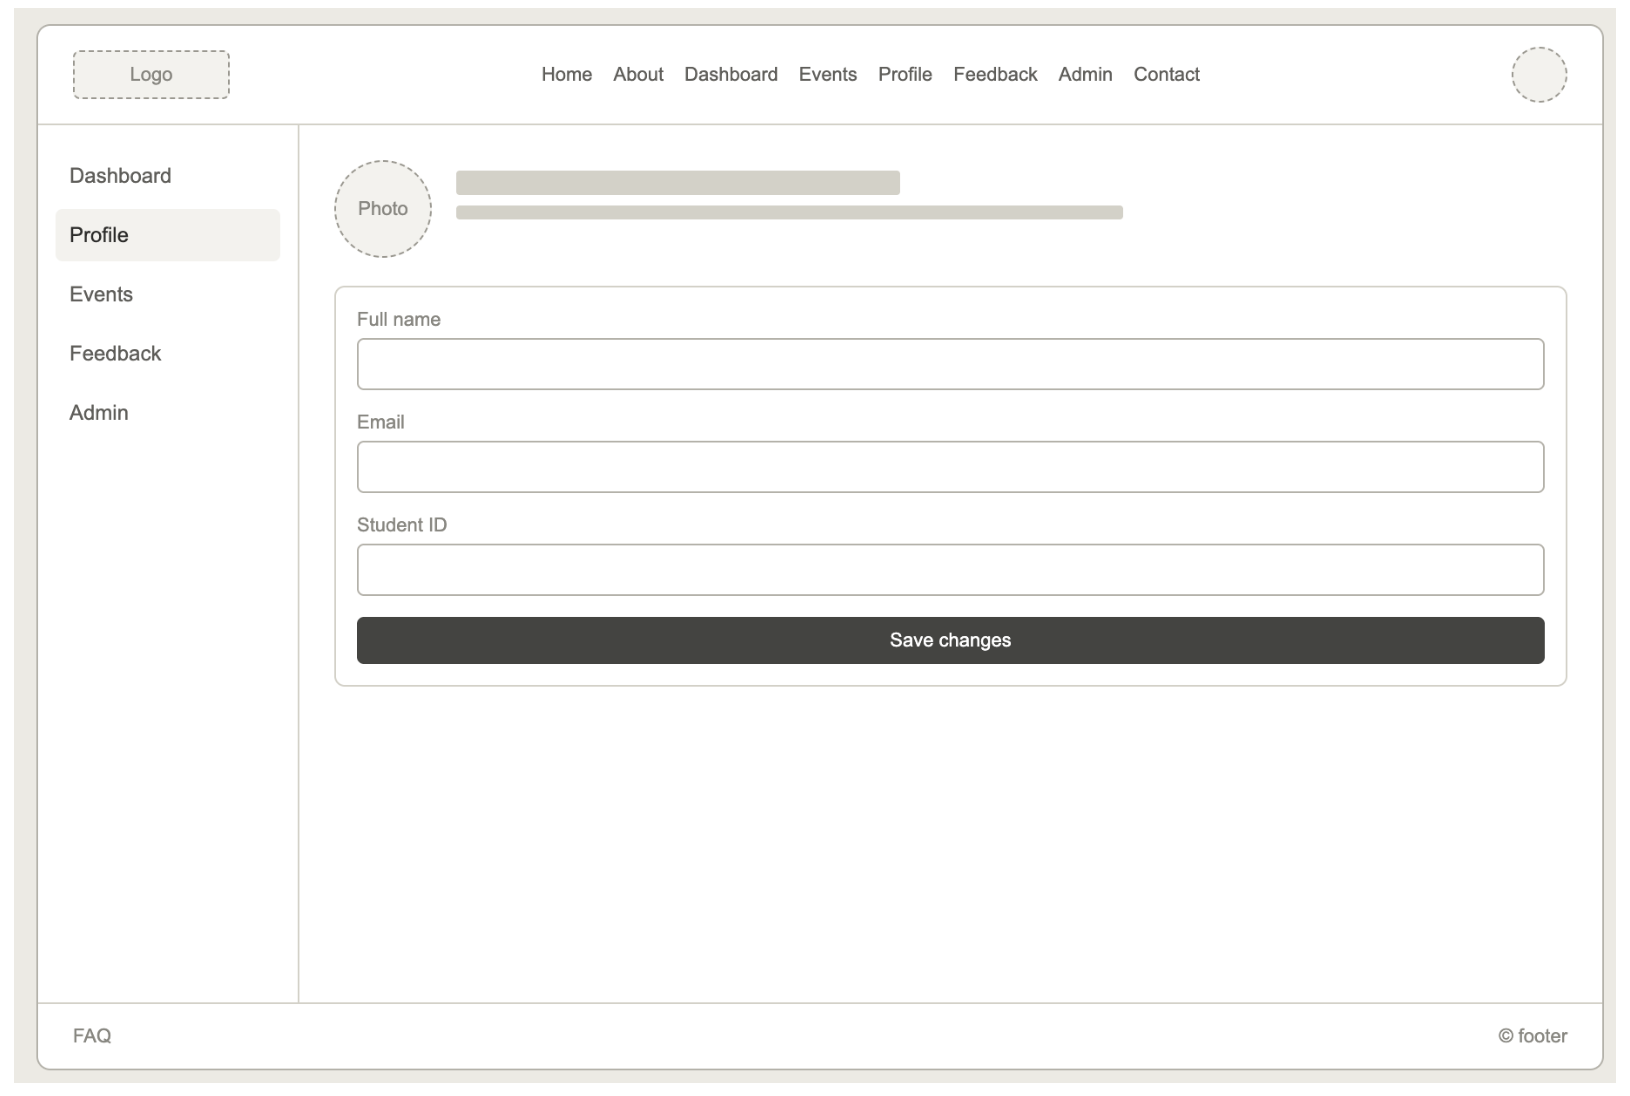 Logo
Home About Dashboard Events Profile Feedback Admin Contact
Dashboard
Profile
Events
Feedback
Admin
Photo
Full name
Email
Student ID
Save changes
FAQ
© footer